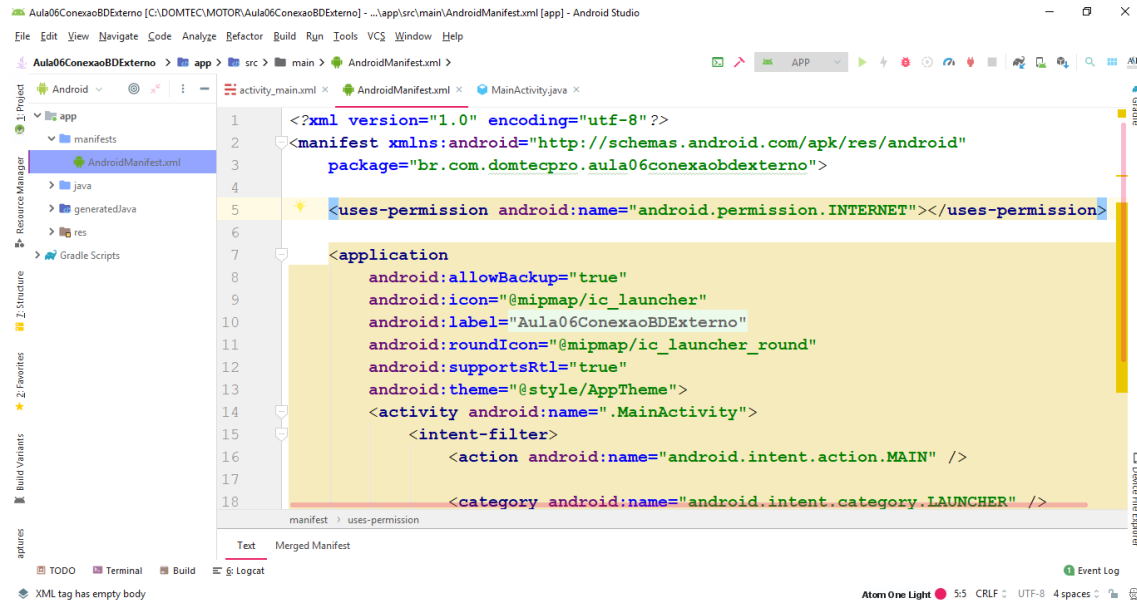 Aula06ConexaoBDExterno [C:\DOMTEC\MOTOR\Aula06ConexaoBDExterno] - ...\app\src\main\AndroidManifest.xml [app] - Android Studio
File Edit View Navigate Code Analyze Refactor Build Run Tools VCS Window Help
Aula06ConexaoBDExterno app src main AndroidManifest.xml
APP
Android
activity_main.xml AndroidManifest.xml MainActivity.java
1: Project
Resource Manager
7: Structure
2: Favorites
Build Variants
aptures
app
manifests
AndroidManifest.xml
java
generatedJava
res
Gradle Scripts
1 <?xml version="1.0" encoding="utf-8"?>
2 <manifest xmlns:android="http://schemas.android.com/apk/res/android"
3 package="br.com.domtecpro.aula06conexaobdexterno">
4
5 <uses-permission android:name="android.permission.INTERNET"></uses-permission>
6
7 <application
8 android:allowBackup="true"
9 android:icon="@mipmap/ic_launcher"
10 android:label="Aula06ConexaoBDExterno"
11 android:roundIcon="@mipmap/ic_launcher_round"
12 android:supportsRtl="true"
13 android:theme="@style/AppTheme">
14 <activity android:name=".MainActivity">
15 <intent-filter>
16 <action android:name="android.intent.action.MAIN" />
17
18 <category android:name="android.intent.category.LAUNCHER" />
manifest uses-permission
Text Merged Manifest
TODO Terminal Build 6: Logcat
1 Event Log
XML tag has empty body
Atom One Light 5:5 CRLF UTF-8 4 spaces